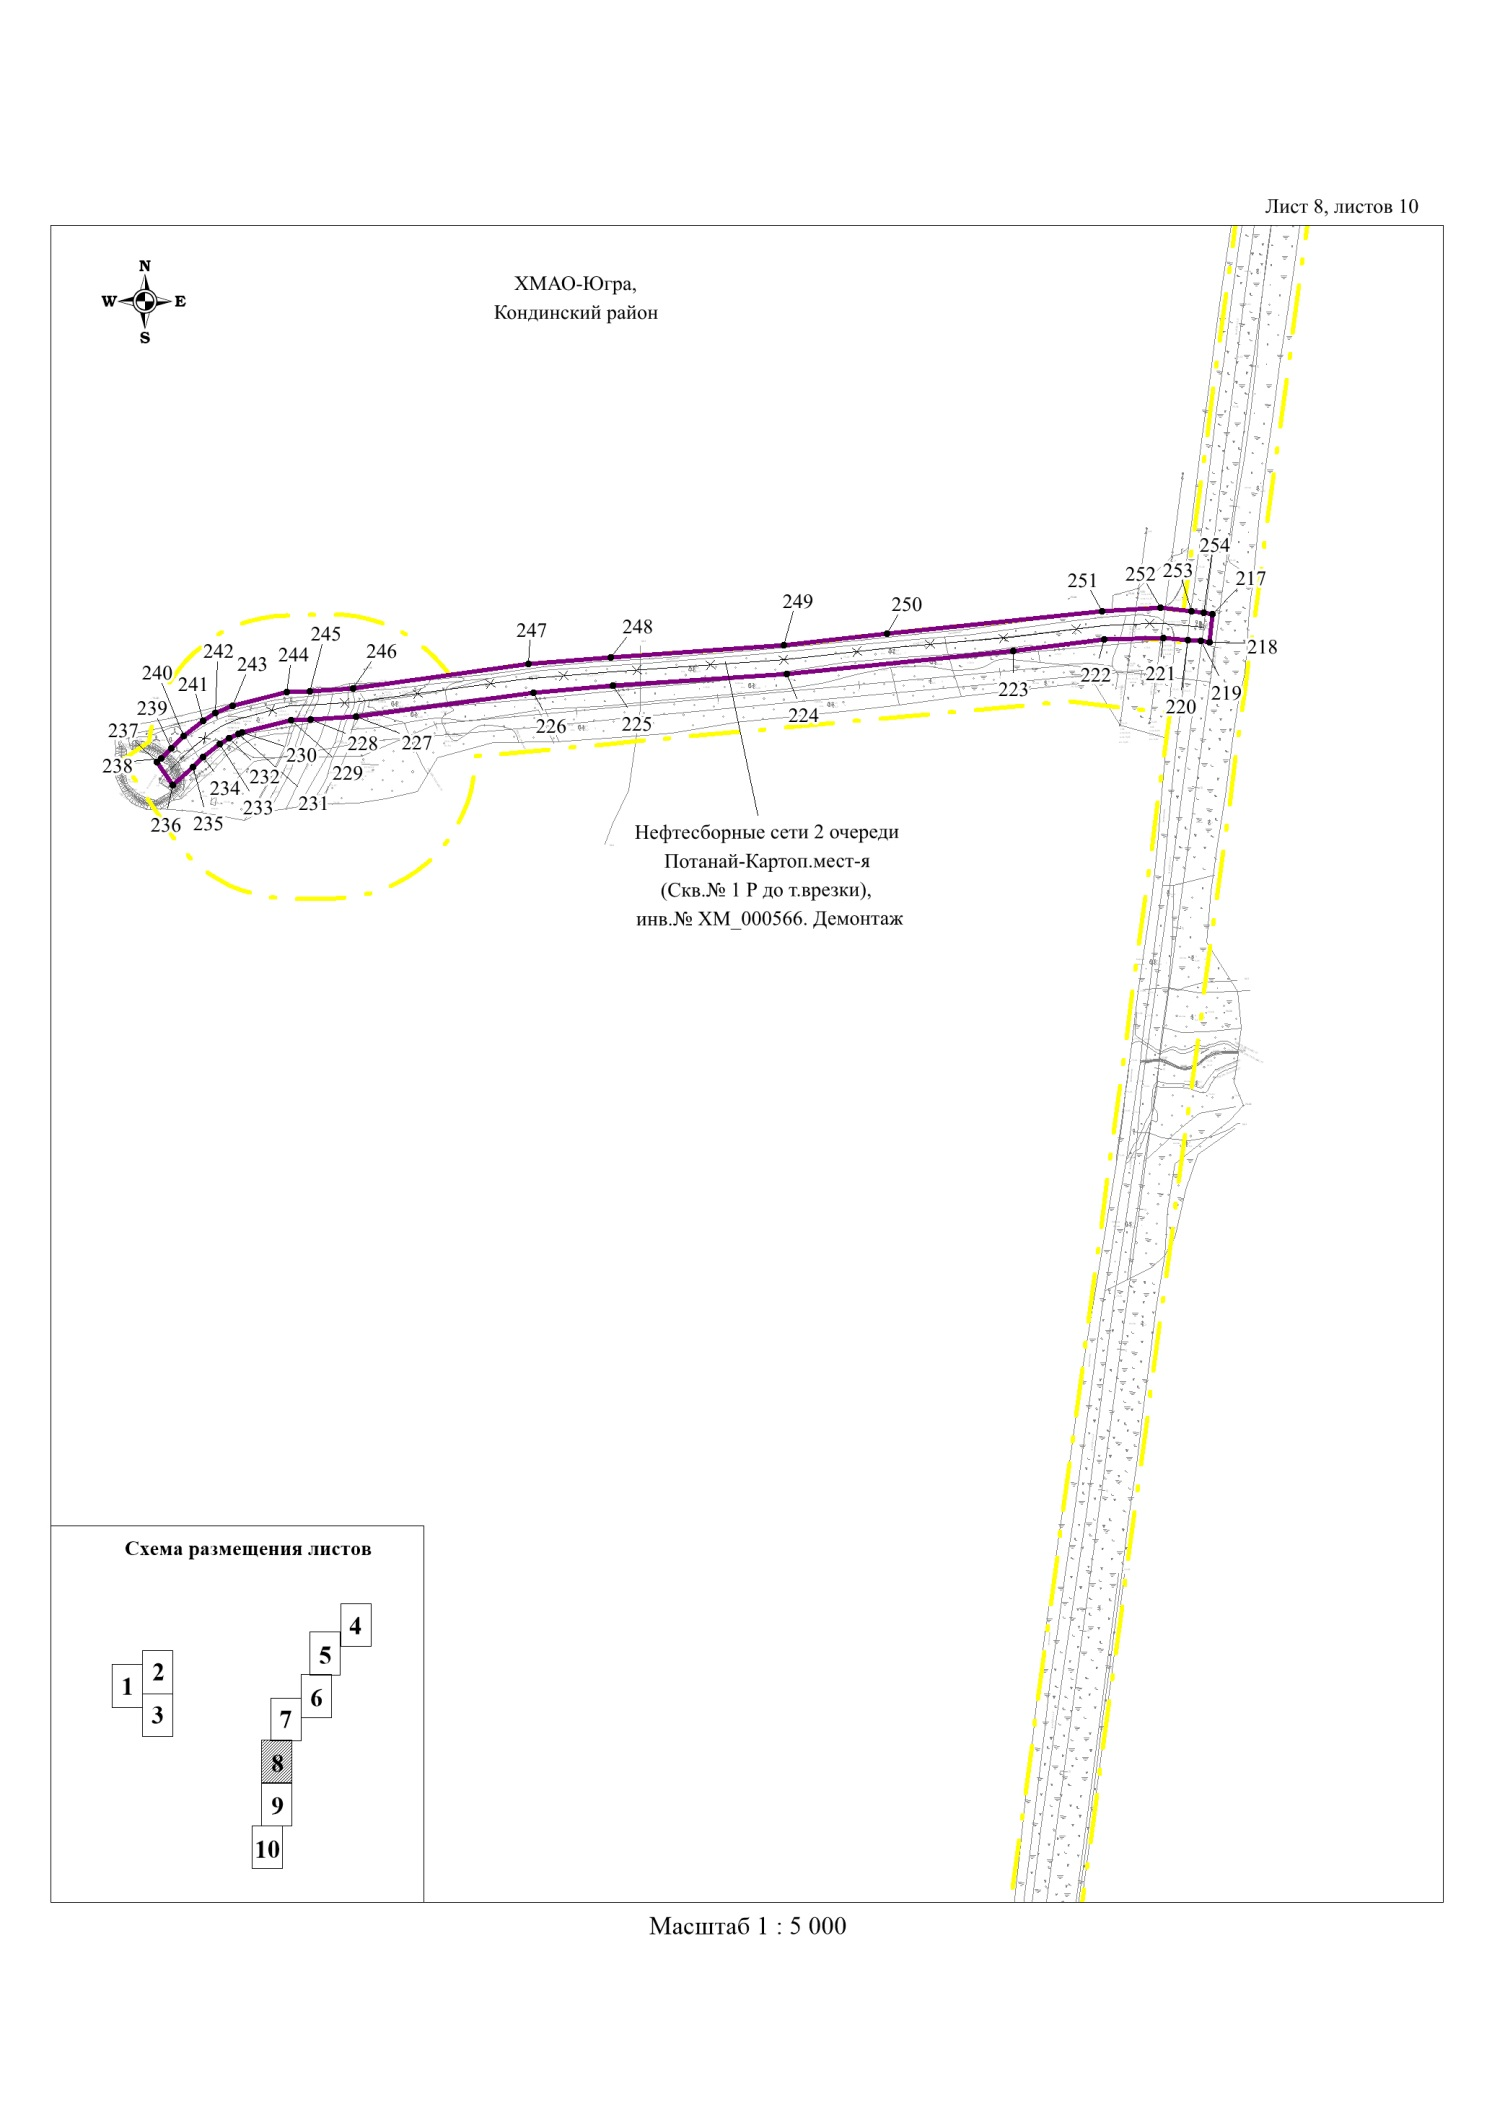 Лист 8, листов 10
N
W E
S
ХМАО-Югра,
Кондинский район
254
251 252 253 217
249 250
247 248
245
242 243 244 246
240
241
239
237
238
218
222 221
223 219
220
224
225
226
227
228
230
229
232
234
231
233
236 235
Нефтесборные сети 2 очереди
Потанай-Картоп.мест-я
(Скв.№ 1 Р до т.врезки),
инв.№ ХМ_000566. Демонтаж
Схема размещения листов
4
5
2
1
6
3
7
8
9
10
Масштаб 1 : 5 000